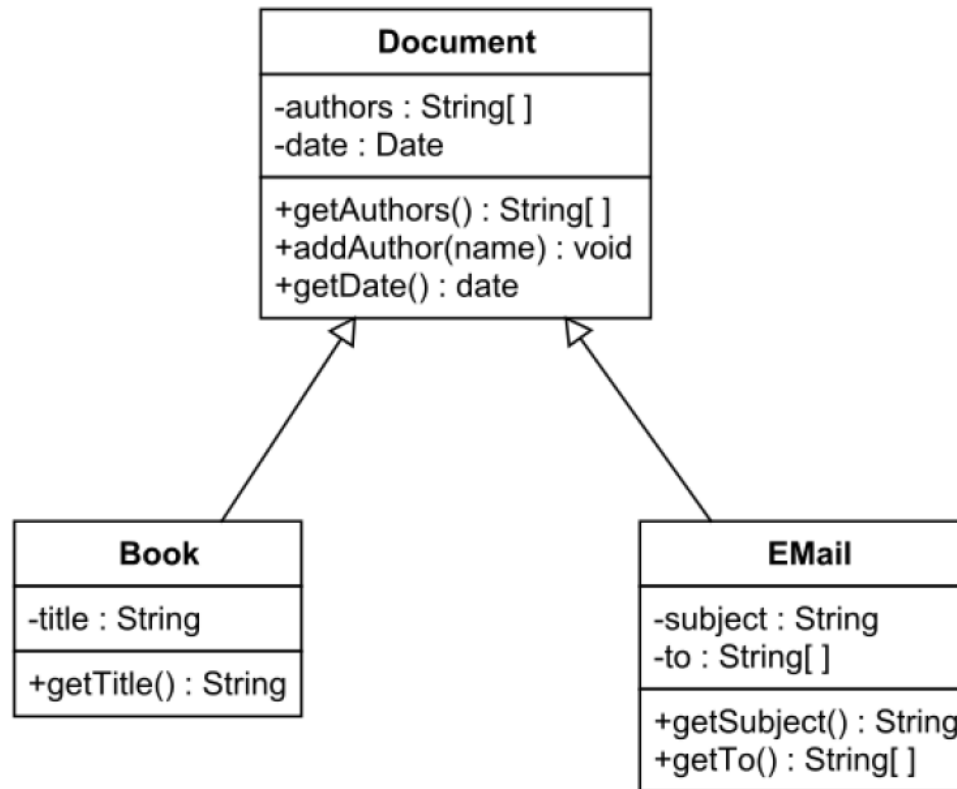 Document
-authors : String[ ]
-date : Date
+getAuthors() : String[ ]
+addAuthor(name) : void
+getDate() : date
Book
-title : String
+getTitle() : String
EMail
-subject : String
-to : String[ ]
+getSubject() : String
+getTo() : String[ ]